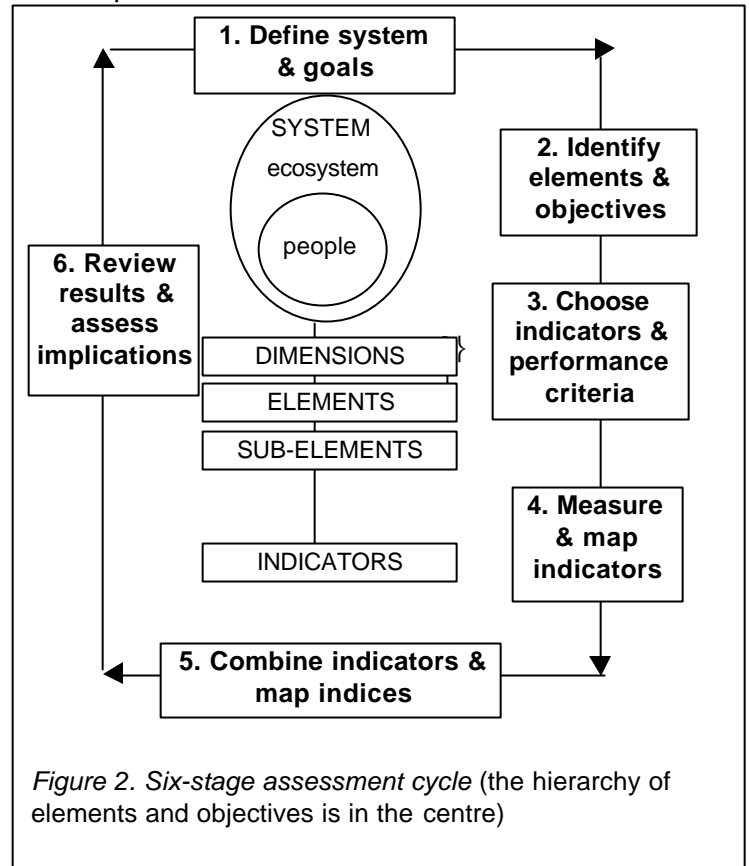 1. Define system
& goals
SYSTEM
ecosystem
people
2. Identify
elements &
objectives
6. Review
results &
assess
implications
3. Choose
indicators &
performance
criteria
DIMENSIONS
ELEMENTS
SUB-ELEMENTS
4. Measure
& map
indicators
INDICATORS
5. Combine indicators &
map indices
Figure 2. Six-stage assessment cycle (the hierarchy of
elements and objectives is in the centre)